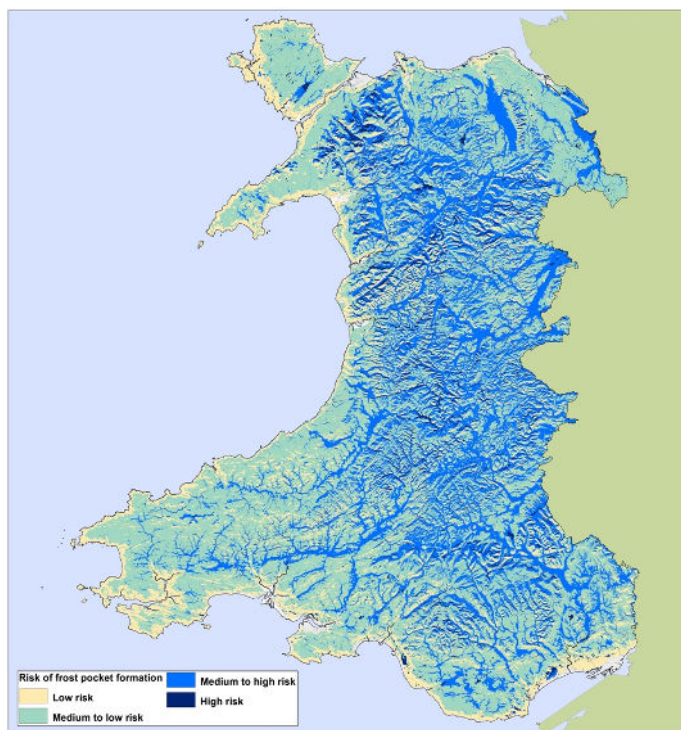 Risk of frost pocket formation
Low risk
Medium to low risk
Medium to high risk
High risk